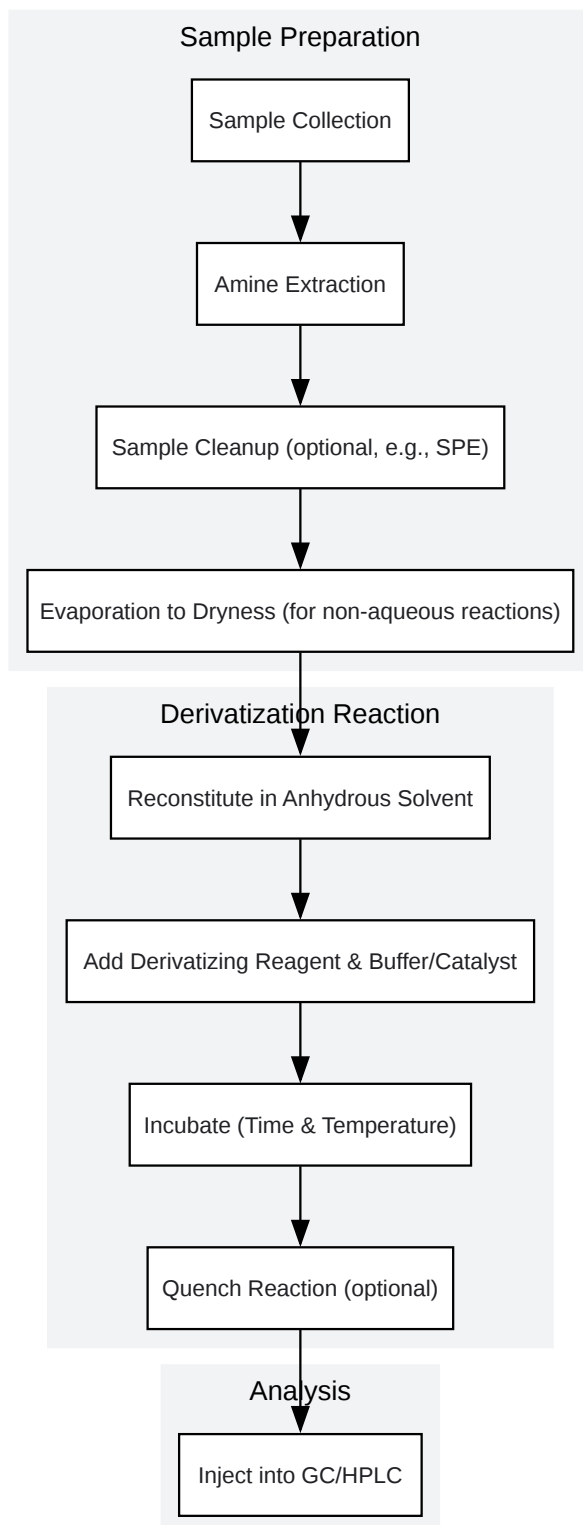 Sample Preparation
Sample Collection
Amine Extraction
Sample Cleanup (optional, e.g., SPE)
Evaporation to Dryness (for non-aqueous reactions)
Derivatization Reaction
Reconstitute in Anhydrous Solvent
Add Derivatizing Reagent & Buffer/Catalyst
Incubate (Time & Temperature)
Quench Reaction (optional)
Analysis
Inject into GC/HPLC